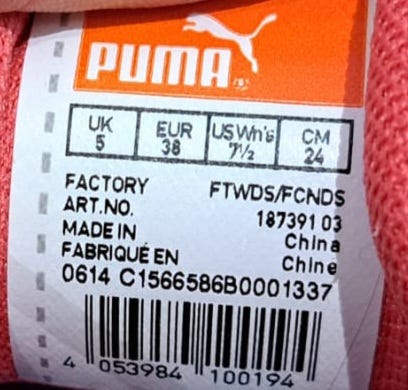 PUMA
UK EUR US Wn's CM
5 38 7½ 24
FACTORY FTWDS/FCNDS
ART.NO. 187391 03
MADE IN China
FABRIQUÉ EN Chine
0614 C1566586B0001337
4 053984 100194